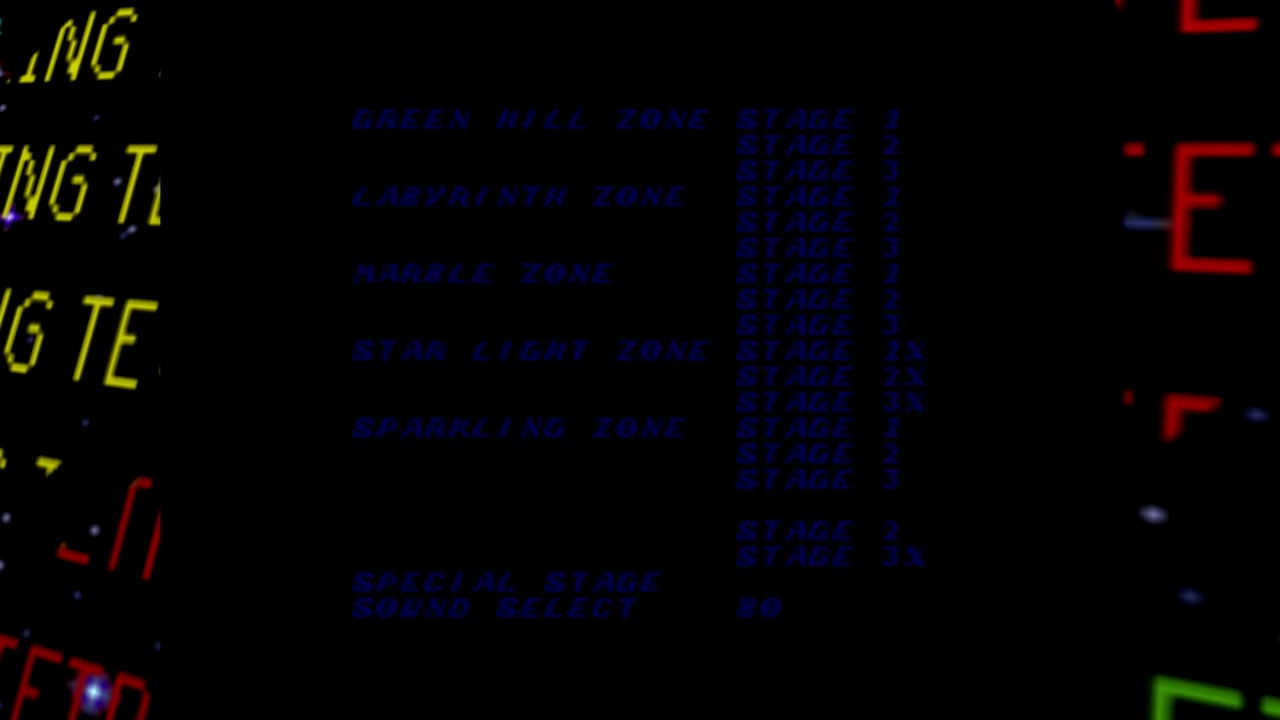 GREEN HILL ZONE STAGE 1
STAGE 2
STAGE 3
LABYRINTH ZONE STAGE 1
STAGE 2
STAGE 3
MARBLE ZONE STAGE 1
STAGE 2
STAGE 3
STAR LIGHT ZONE STAGE 1X
STAGE 2X
STAGE 3X
SPARKLING ZONE STAGE 1
STAGE 2
STAGE 3
STAGE 2
STAGE 3X
SPECIAL STAGE
SOUND SELECT 80